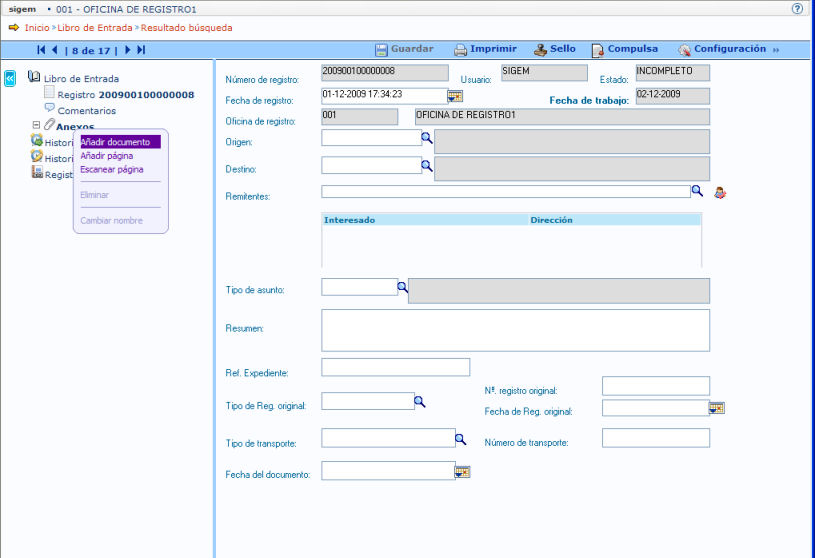 sigem • 001 - OFICINA DE REGISTRO1
Inicio » Libro de Entrada » Resultado búsqueda
| 8 de 17 | Guardar Imprimir Sello Compulsa Configuración »
Libro de Entrada
Registro 200900100000008
Comentarios
Anexos
Histori
Histori
Regist
Añadir documento
Añadir página
Escanear página
Eliminar
Cambiar nombre
Número de registro: 200900100000008 Usuario: SIGEM Estado: INCOMPLETO
Fecha de registro: 01-12-2009 17:34:23 Fecha de trabajo: 02-12-2009
Oficina de registro: 001 OFICINA DE REGISTRO1
Origen:
Destino:
Remitentes:
Interesado Dirección
Tipo de asunto:
Resumen:
Ref. Expediente:
Nº. registro original:
Tipo de Reg. original:
Fecha de Reg. original:
Tipo de transporte: Número de transporte:
Fecha del documento: